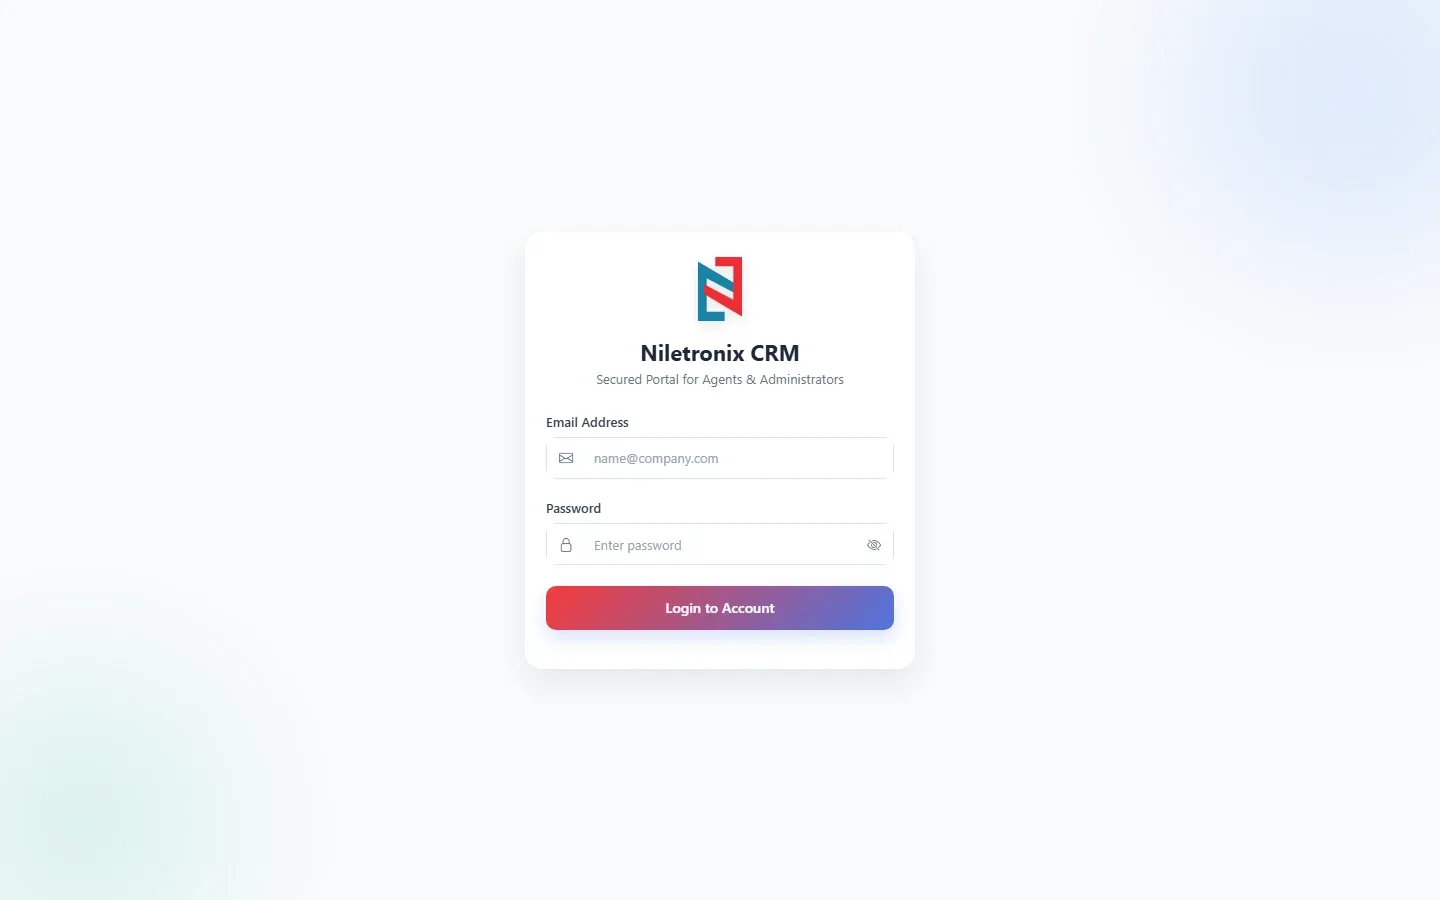 Niletronix CRM
Secured Portal for Agents & Administrators
Email Address
name@company.com
Password
Enter password
Login to Account